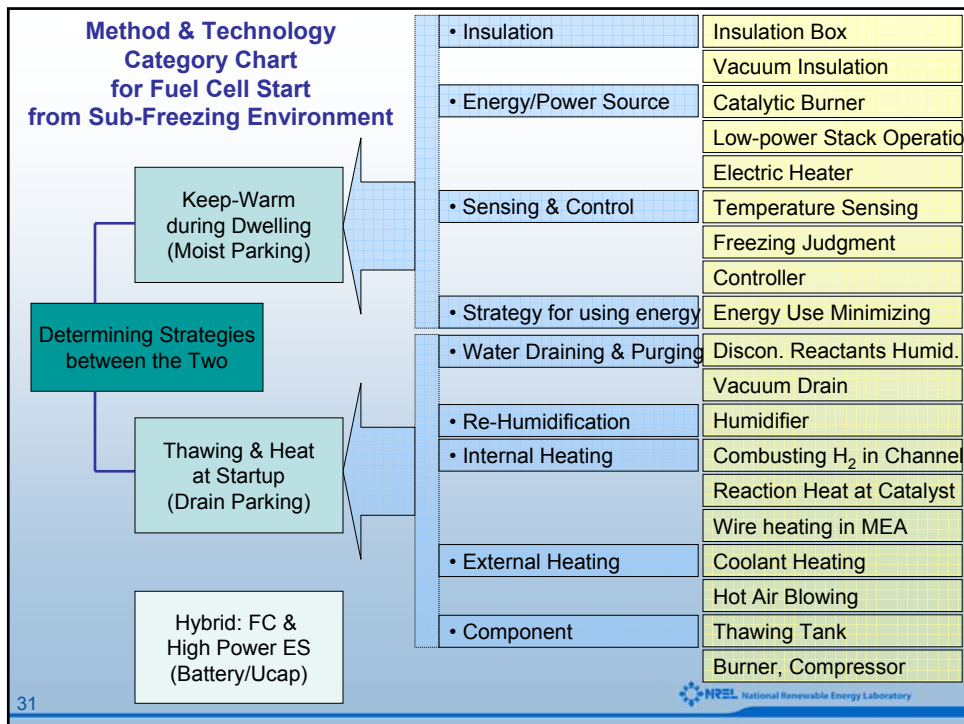 Method & Technology
Category Chart
for Fuel Cell Start
from Sub-Freezing Environment
Keep-Warm
during Dwelling
(Moist Parking)
Determining Strategies
between the Two
Thawing & Heat
at Startup
(Drain Parking)
Hybrid: FC &
High Power ES
(Battery/Ucap)
• Insulation
Insulation Box
Vacuum Insulation
• Energy/Power Source
Catalytic Burner
Low-power Stack Operatio
Electric Heater
• Sensing & Control
Temperature Sensing
Freezing Judgment
Controller
• Strategy for using energy
Energy Use Minimizing
• Water Draining & Purging
Discon. Reactants Humid.
Vacuum Drain
• Re-Humidification
Humidifier
• Internal Heating
Combusting H₂ in Channel
Reaction Heat at Catalyst
Wire heating in MEA
• External Heating
Coolant Heating
Hot Air Blowing
• Component
Thawing Tank
Burner, Compressor
31
NREL National Renewable Energy Laboratory